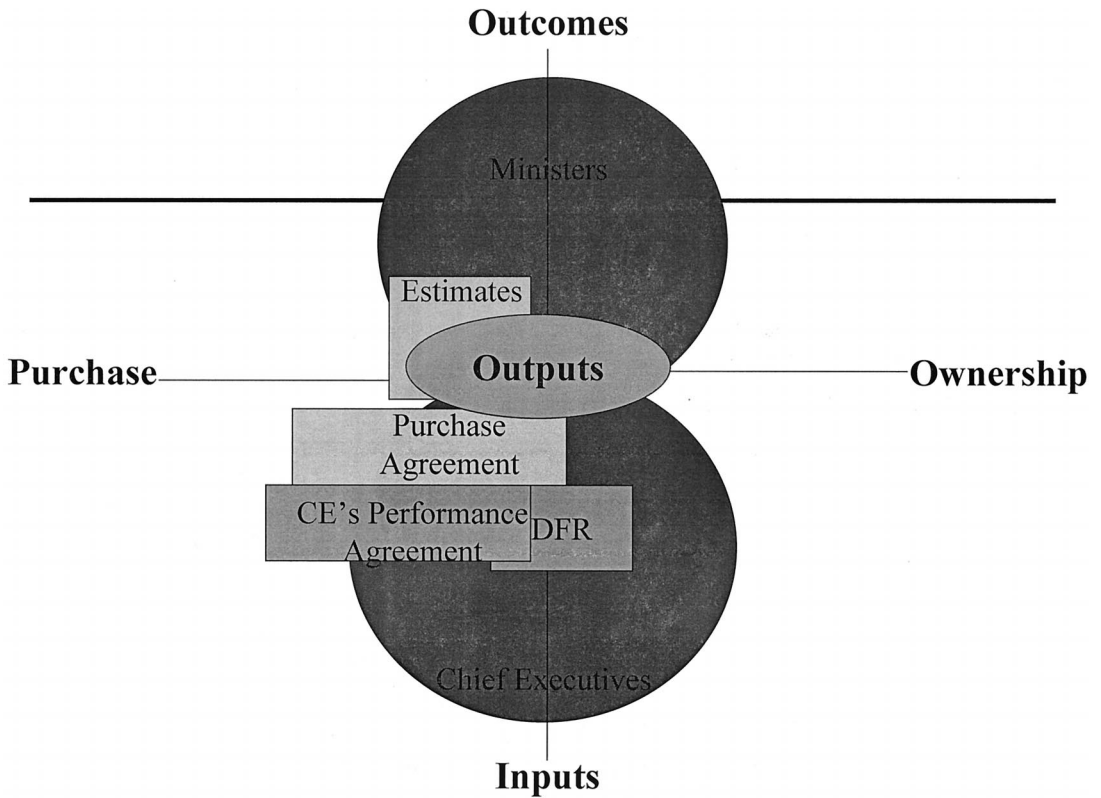 Outcomes
Ministers
Estimates
Outputs
Purchase
Ownership
Purchase
Agreement
CE's Performance
Agreement
DFR
Chief Executives
Inputs